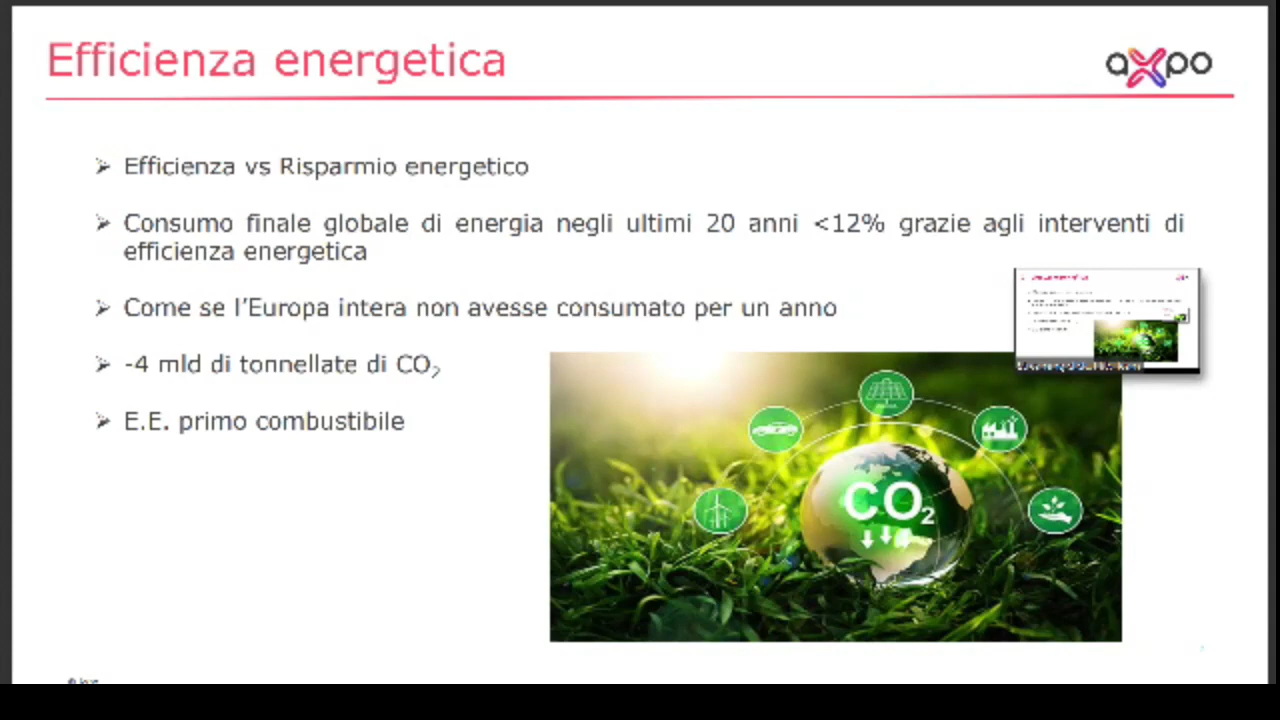 Efficienza energetica
axpo
➢ Efficienza vs Risparmio energetico
➢ Consumo finale globale di energia negli ultimi 20 anni <12% grazie agli interventi di
efficienza energetica
➢ Come se l'Europa intera non avesse consumato per un anno
➢ -4 mld di tonnellate di CO₂
➢ E.E. primo combustibile
CO₂